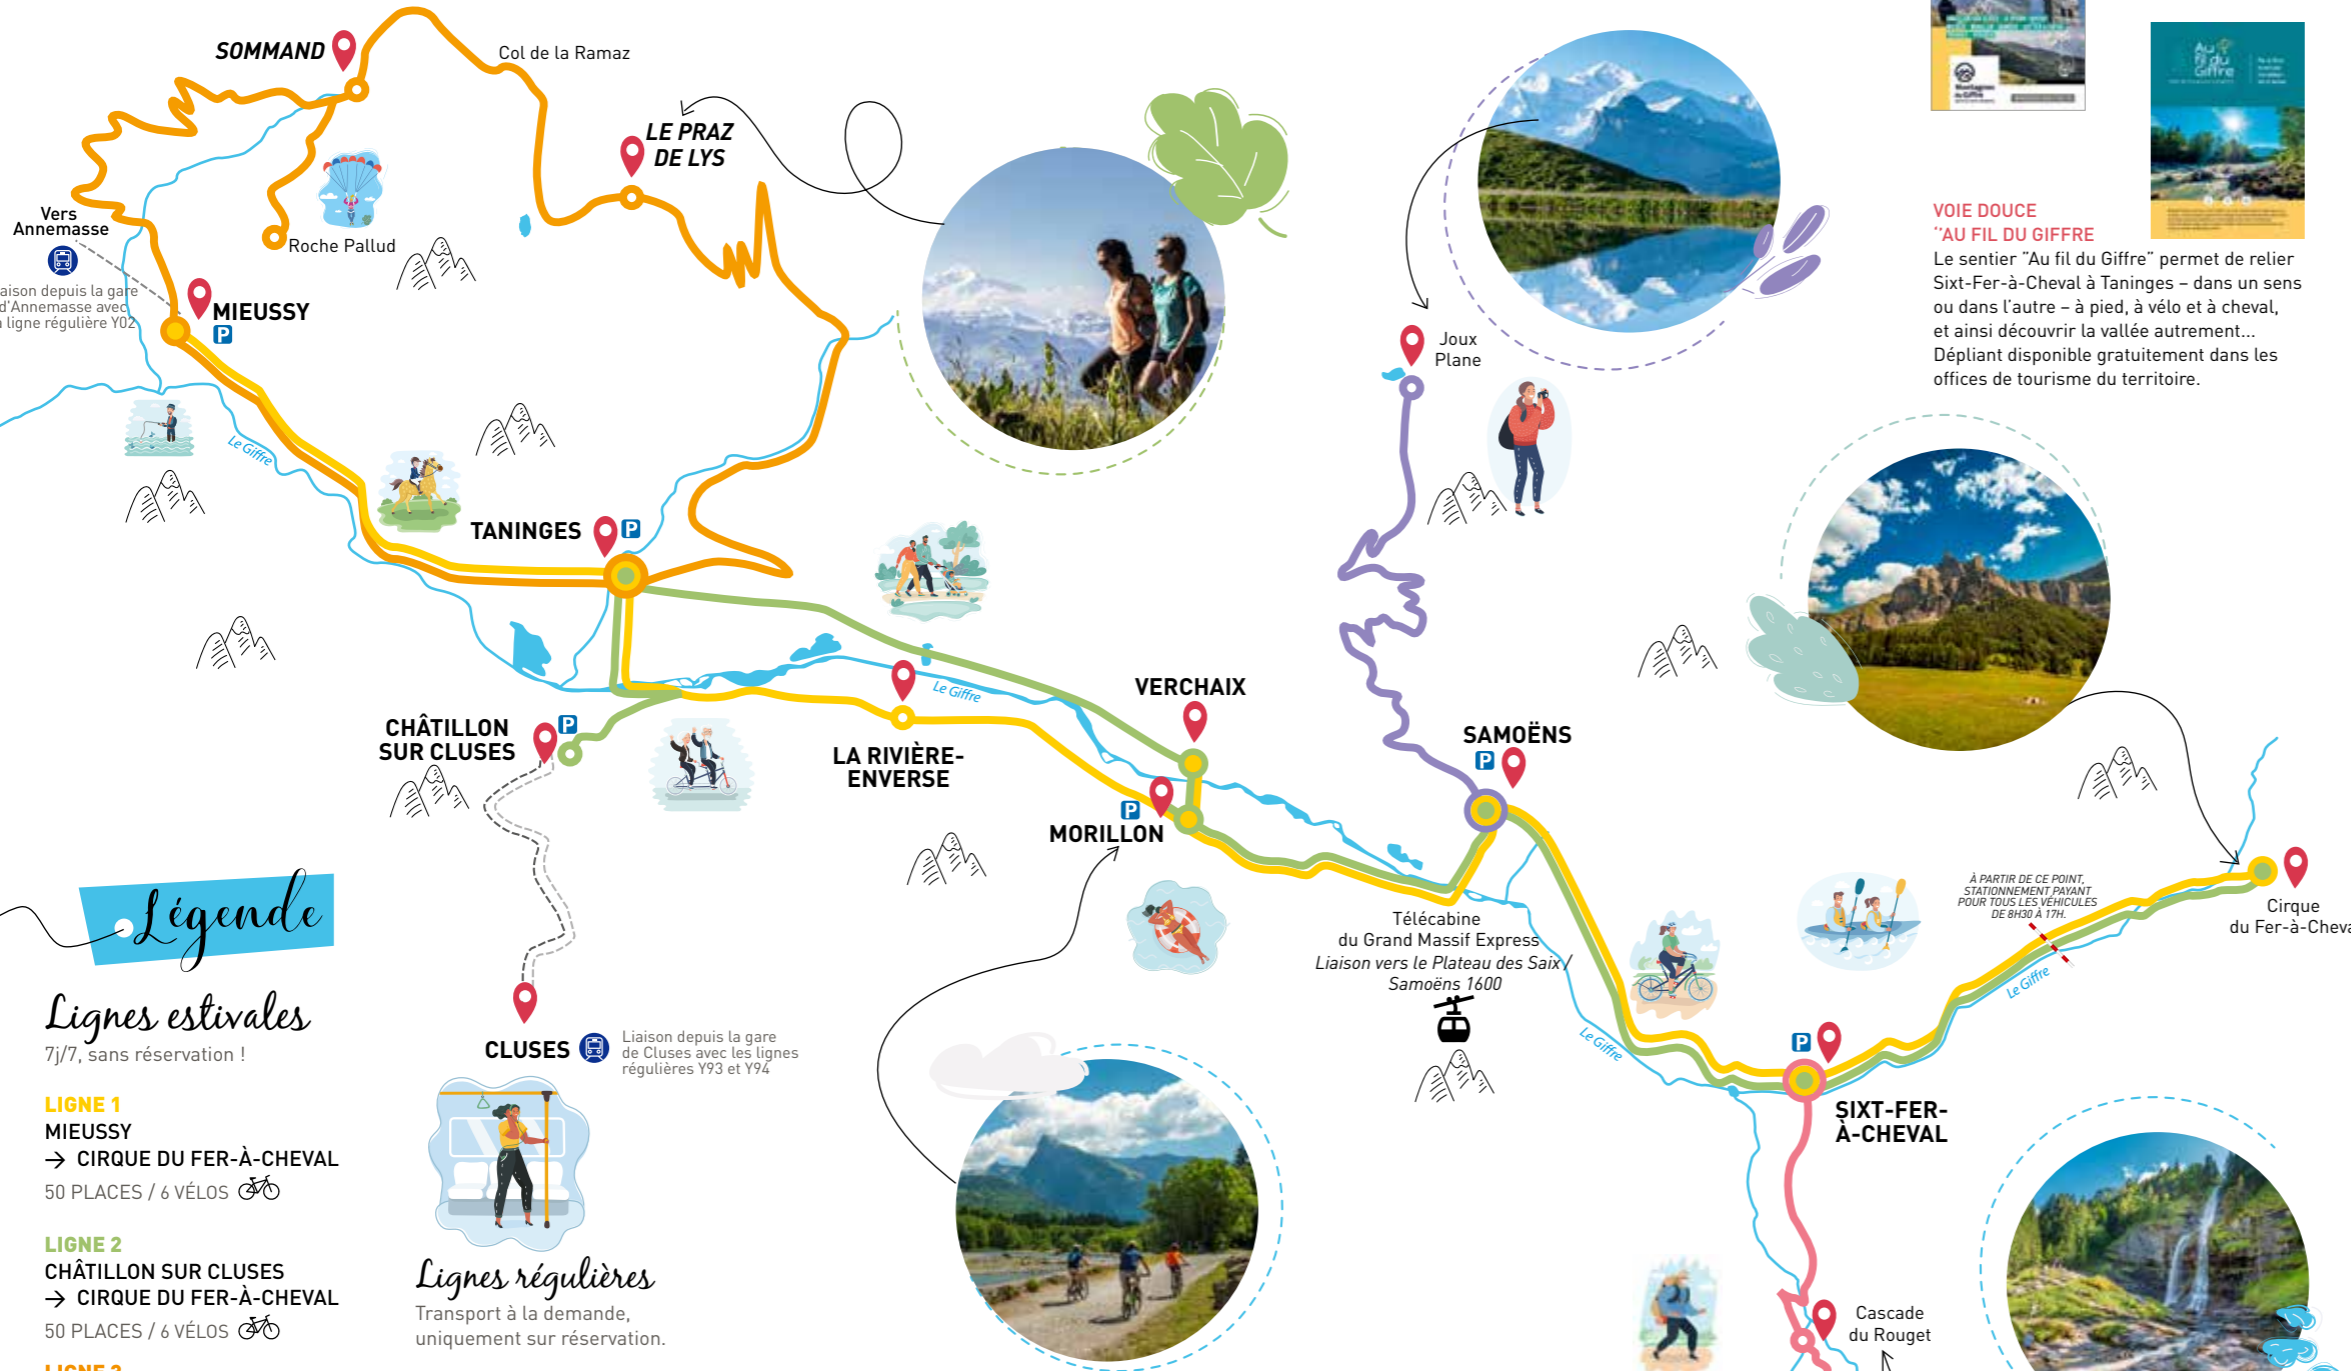 SOMMAND
Col de la Ramaz
LE PRAZ
DE LYS
Vers
Annemasse
Roche Pallud
aison depuis la gare
d'Annemasse avec
ligne régulière Y02
MIEUSSY
P
Le Giffre
TANINGES
P
Joux
Plane
Au
fil du
Giffre
Montagnes
du Giffre
VOIE DOUCE
‘’AU FIL DU GIFFRE
Le sentier “Au fil du Giffre” permet de relier
Sixt-Fer-à-Cheval à Taninges – dans un sens
ou dans l’autre – à pied, à vélo et à cheval,
et ainsi découvrir la vallée autrement...
Dépliant disponible gratuitement dans les
offices de tourisme du territoire.
Le Giffre
VERCHAIX
CHÂTILLON
SUR CLUSES
P
LA RIVIÈRE-
ENVERSE
P
MORILLON
SAMOËNS
P
Télécabine
du Grand Massif Express
Liaison vers le Plateau des Saix /
Samoëns 1600
À PARTIR DE CE POINT,
STATIONNEMENT PAYANT
POUR TOUS LES VÉHICULES
DE 8H30 À 17H.
Cirque
du Fer-à-Cheva
Le Giffre
Le Giffre
P
SIXT-FER-
À-CHEVAL
Cascade
du Rouget
CLUSES
Liaison depuis la gare
de Cluses avec les lignes
régulières Y93 et Y94
Légende
Lignes estivales
7j/7, sans réservation !
LIGNE 1
MIEUSSY
→ CIRQUE DU FER-À-CHEVAL
50 PLACES / 6 VÉLOS
LIGNE 2
CHÂTILLON SUR CLUSES
→ CIRQUE DU FER-À-CHEVAL
50 PLACES / 6 VÉLOS
LIGNE 3
Lignes régulières
Transport à la demande,
uniquement sur réservation.